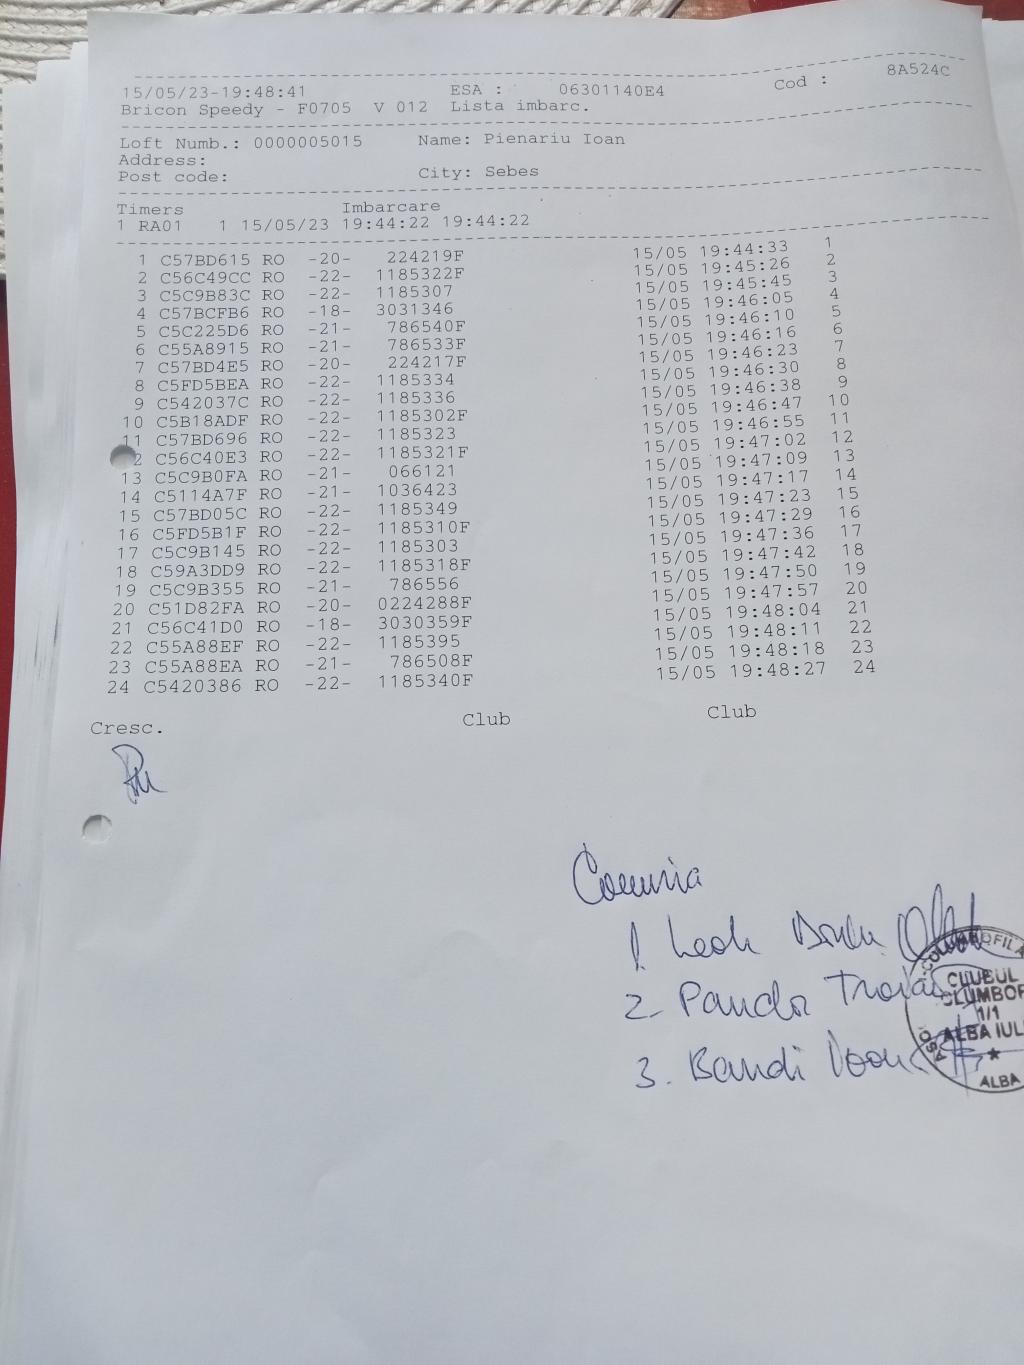 15/05/23-19:48:41 ESA : 06301140E4 Cod : 8A524C
Bricon Speedy - F0705 V 012 Lista imbarc.
Loft Numb.: 0000005015 Name: Pienariu Ioan
Address:
Post code: City: Sebes
Timers Imbarcare
1 RA01 1 15/05/23 19:44:22 19:44:22
1 C57BD615 RO -20- 224219F 15/05 19:44:33 1
2 C56C49CC RO -22- 1185322F 15/05 19:45:26 2
3 C5C9B83C RO -22- 1185307 15/05 19:45:45 3
4 C57BCFB6 RO -18- 3031346 15/05 19:46:05 4
5 C5C225D6 RO -21- 786540F 15/05 19:46:10 5
6 C55A8915 RO -21- 786533F 15/05 19:46:16 6
7 C57BD4E5 RO -20- 224217F 15/05 19:46:23 7
8 C5FD5BEA RO -22- 1185334 15/05 19:46:30 8
9 C542037C RO -22- 1185336 15/05 19:46:38 9
10 C5B18ADF RO -22- 1185302F 15/05 19:46:47 10
11 C57BD696 RO -22- 1185323 15/05 19:46:55 11
2 C56C40E3 RO -22- 1185321F 15/05 19:47:02 12
13 C5C9B0FA RO -21- 066121 15/05 19:47:09 13
14 C5114A7F RO -21- 1036423 15/05 19:47:17 14
15 C57BD05C RO -22- 1185349 15/05 19:47:23 15
16 C5FD5B1F RO -22- 1185310F 15/05 19:47:29 16
17 C5C9B145 RO -22- 1185303 15/05 19:47:36 17
18 C59A3DD9 RO -22- 1185318F 15/05 19:47:42 18
19 C5C9B355 RO -21- 786556 15/05 19:47:50 19
20 C51D82FA RO -20- 0224288F 15/05 19:47:57 20
21 C56C41D0 RO -18- 3030359F 15/05 19:48:04 21
22 C55A88EF RO -22- 1185395 15/05 19:48:11 22
23 C55A88EA RO -21- 786508F 15/05 19:48:18 23
24 C5420386 RO -22- 1185340F 15/05 19:48:27 24
Cresc. Club Club
1.
2. Pandor Troian
3. Bandi
CLUBUL
1/1
ALBA IUL
ALBA